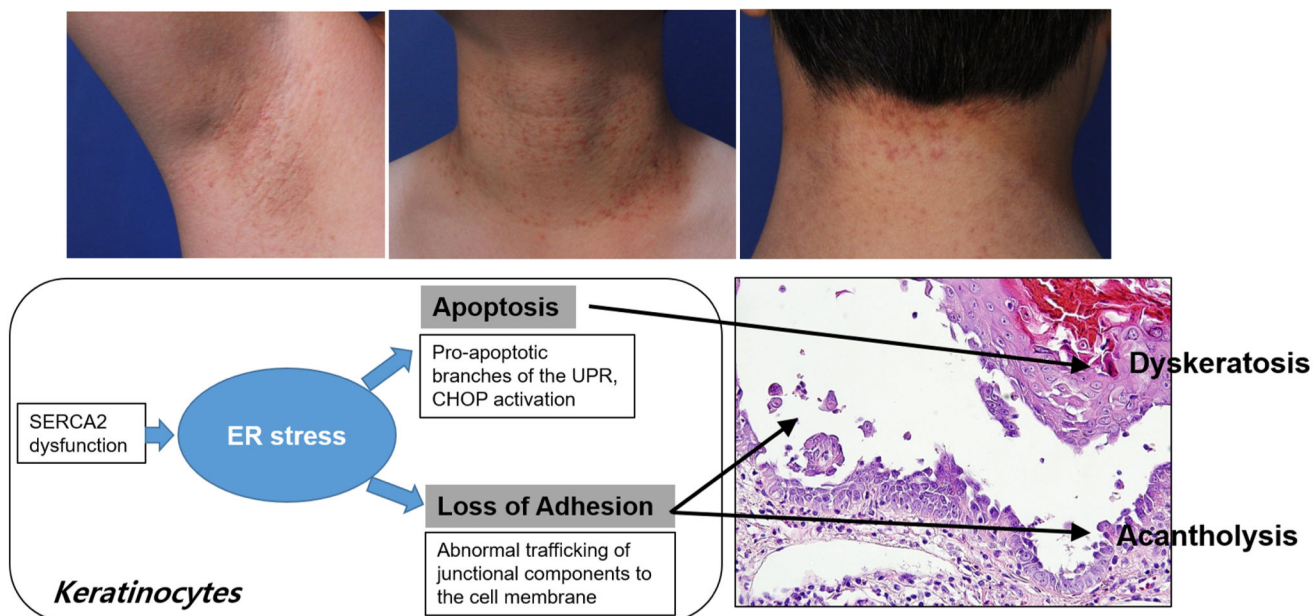 Apoptosis
Pro-apoptotic
branches of the UPR,
CHOP activation
SERCA2
dysfunction
ER stress
Loss of Adhesion
Abnormal trafficking of
junctional components to
the cell membrane
Keratinocytes
Dyskeratosis
Acantholysis